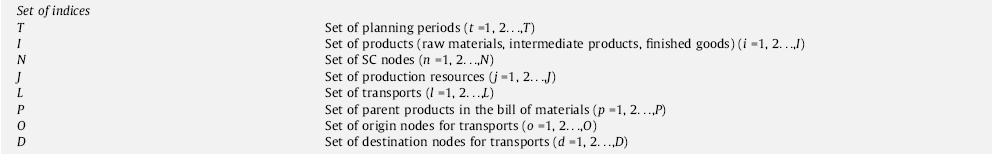 Set of indices
T Set of planning periods (t =1, 2. . .,T)
I Set of products (raw materials, intermediate products, finished goods) (i =1, 2. . .,I)
N Set of SC nodes (n =1, 2. . .,N)
J Set of production resources (j =1, 2. . .,J)
L Set of transports (l =1, 2. . .,L)
P Set of parent products in the bill of materials (p =1, 2. . .,P)
O Set of origin nodes for transports (o =1, 2. . .,O)
D Set of destination nodes for transports (d =1, 2. . .,D)